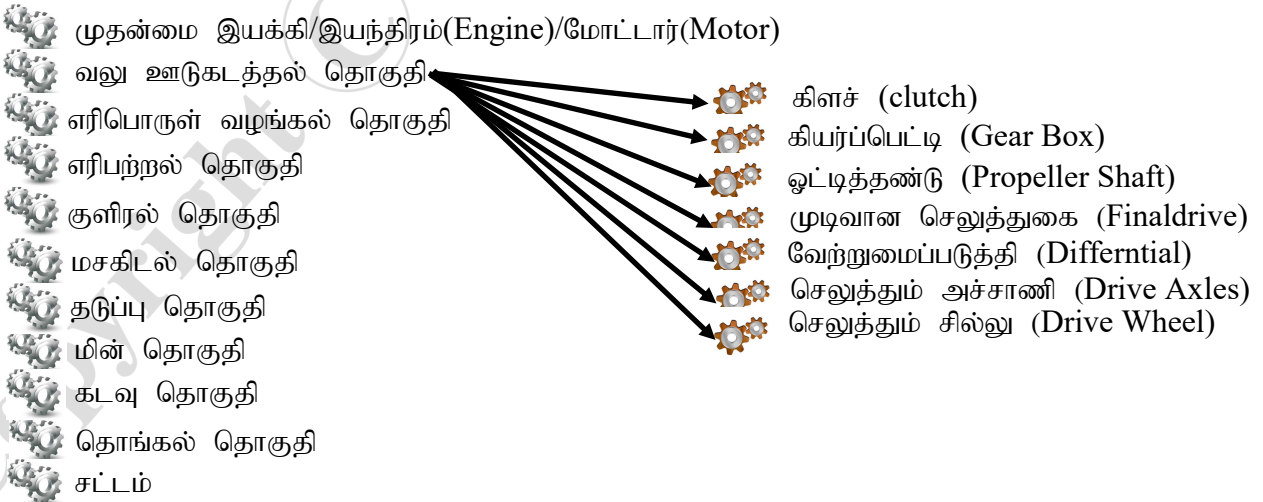 முதன்மை இயக்கி/இயந்திரம்(Engine)/மோட்டார்(Motor)
வலு ஊடுகடத்தல் தொகுதி
எரிபொருள் வழங்கல் தொகுதி
எரிபற்றல் தொகுதி
குளிரல் தொகுதி
மசகிடல் தொகுதி
தடுப்பு தொகுதி
மின் தொகுதி
கடவு தொகுதி
தொங்கல் தொகுதி
சட்டம்
கிளச் (clutch)
கியர்ப்பெட்டி (Gear Box)
ஓட்டித்தண்டு (Propeller Shaft)
முடிவான செலுத்துகை (Finaldrive)
வேற்றுமைப்படுத்தி (Differntial)
செலுத்தும் அச்சாணி (Drive Axles)
செலுத்தும் சில்லு (Drive Wheel)
Copyright ©